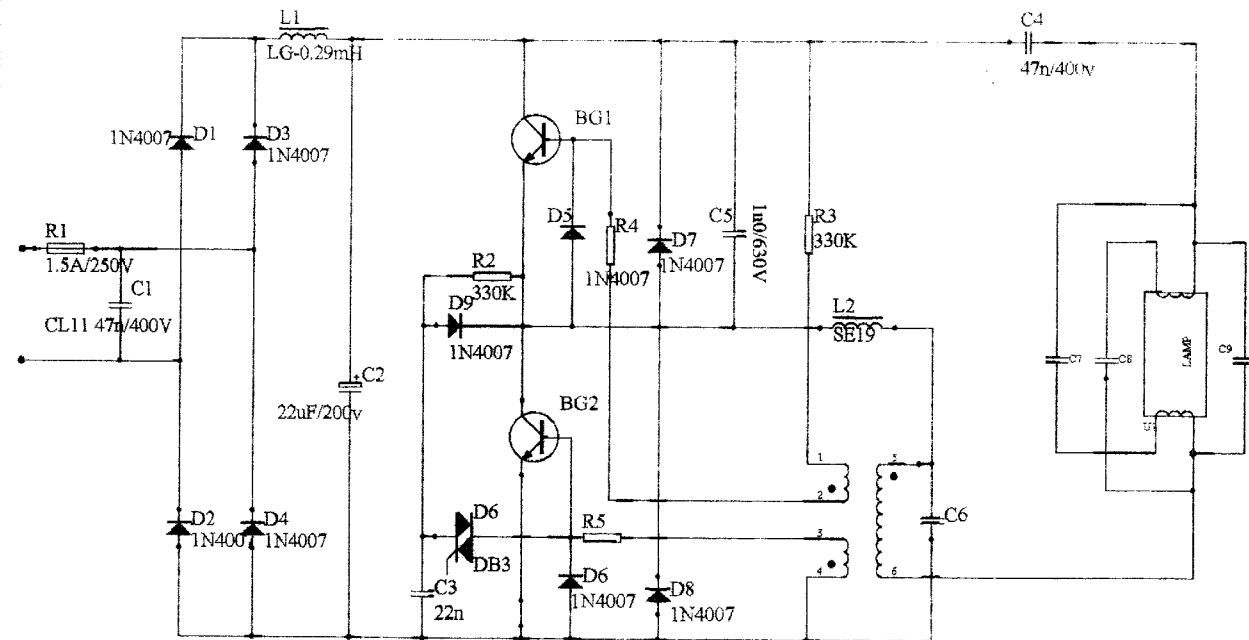 L1
LG-0.29mH
C4
47n/400v
1N4007
D1
D3
1N4007
BG1
R1
1.5A/250V
C1
CL11 47n/400V
D5
R4
1N4007
D7
1N4007
C5
1n0/630V
R3
330K
R2
330K
D9
1N4007
L2
SE19
C7
C8
LAMP
C9
C2
22uF/200v
BG2
1
2
3
4
5
6
D2
D4
1N4007
D6
DB3
R5
C6
C3
22n
D6
1N4007
D8
1N4007